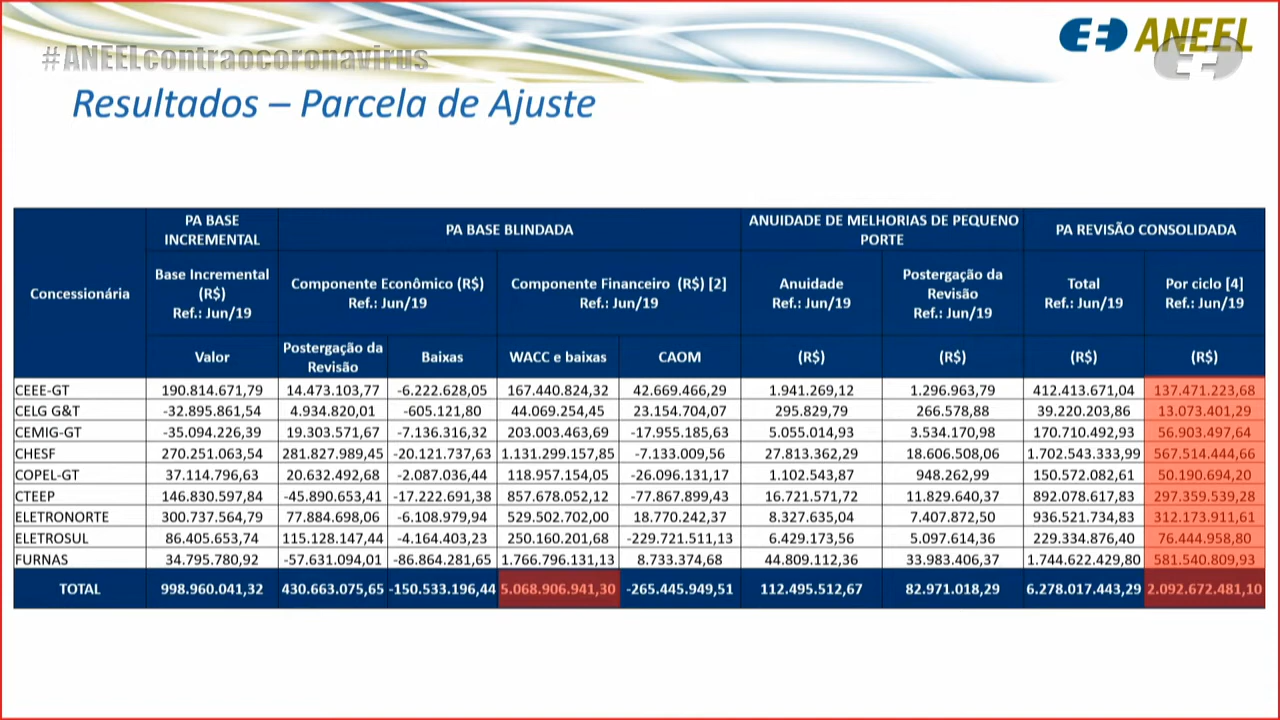 #ANEELcontraocoronavirus
ANEEL
Resultados – Parcela de Ajuste
Concessionária PA BASE INCREMENTAL PA BASE BLINDADA ANUIDADE DE MELHORIAS DE PEQUENO PORTE PA REVISÃO CONSOLIDADA
Base Incremental (R$) Ref.: Jun/19 Componente Econômico (R$) Ref.: Jun/19 Componente Financeiro (R$) [2] Ref.: Jun/19 Anuidade Ref.: Jun/19 Postergação da Revisão Ref.: Jun/19 Total Ref.: Jun/19 Por ciclo [4] Ref.: Jun/19
Valor Postergação da Revisão Baixas WACC e baixas CAOM (R$) (R$) (R$) (R$)
CEEE-GT 190.814.671,79 14.473.103,77 -6.222.628,05 167.440.824,32 42.669.466,29 1.941.269,12 1.296.963,79 412.413.671,04 137.471.223,68
CELG G&T -32.895.861,54 4.934.820,01 -605.121,80 44.069.254,45 23.154.704,07 295.829,79 266.578,88 39.220.203,86 13.073.401,29
CEMIG-GT -35.094.226,39 19.303.571,67 -7.136.316,32 203.003.463,69 -17.955.185,63 5.055.014,93 3.534.170,98 170.710.492,93 56.903.497,64
CHESF 270.251.063,54 281.827.989,45 -20.121.737,63 1.131.299.157,85 -7.133.009,56 27.813.362,29 18.606.508,06 1.702.543.333,99 567.514.444,66
COPEL-GT 37.114.796,63 20.632.492,68 -2.087.036,44 118.957.154,05 -26.096.131,17 1.102.543,87 948.262,99 150.572.082,61 50.190.694,20
CTEEP 146.830.597,84 -45.890.653,41 -17.222.691,38 857.678.052,12 -77.867.899,43 16.721.571,72 11.829.640,37 892.078.617,83 297.359.539,28
ELETRONORTE 300.737.564,79 77.884.698,06 -6.108.979,94 529.502.702,00 18.770.242,37 8.327.635,04 7.407.872,50 936.521.734,83 312.173.911,61
ELETROSUL 86.405.653,74 115.128.147,44 -4.164.403,23 250.160.201,68 -229.721.511,13 6.429.173,56 5.097.614,36 229.334.876,40 76.444.958,80
FURNAS 34.795.780,92 -57.631.094,01 -86.864.281,65 1.766.796.131,13 8.733.374,68 44.809.112,36 33.983.406,37 1.744.622.429,80 581.540.809,93
TOTAL 998.960.041,32 430.663.075,65 -150.533.196,44 5.068.906.941,30 -265.445.949,51 112.495.512,67 82.971.018,29 6.278.017.443,29 2.092.672.481,10